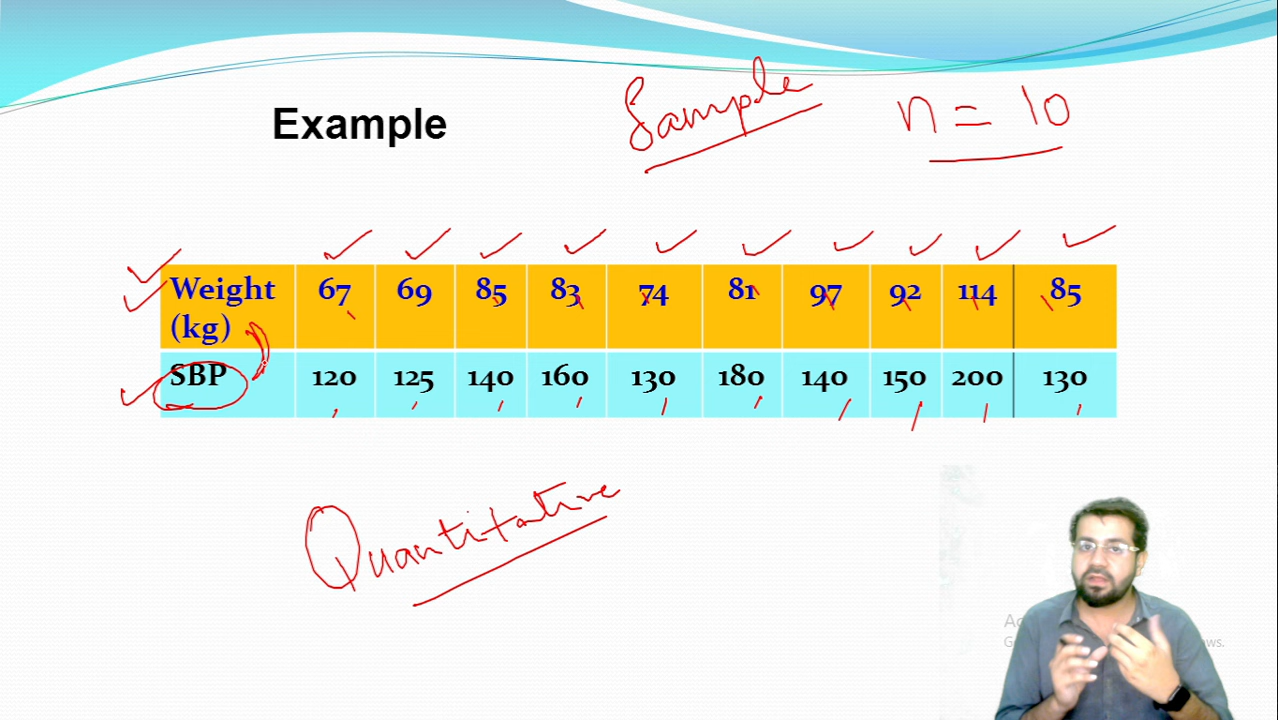 Example
Sample
n = 10
Weight (kg) 67 69 85 83 74 81 97 92 114 85
SBP 120 125 140 160 130 180 140 150 200 130
Quantitative